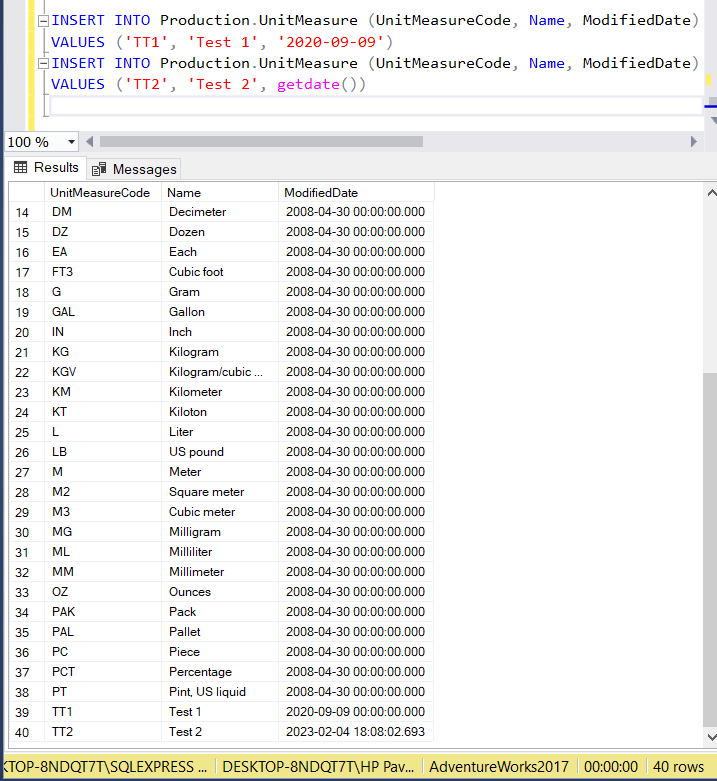 INSERT INTO Production.UnitMeasure (UnitMeasureCode, Name, ModifiedDate)
VALUES ('TT1', 'Test 1', '2020-09-09')
INSERT INTO Production.UnitMeasure (UnitMeasureCode, Name, ModifiedDate)
VALUES ('TT2', 'Test 2', getdate())
100 %
Results Messages
UnitMeasureCode Name ModifiedDate
14 DM Decimeter 2008-04-30 00:00:00.000
15 DZ Dozen 2008-04-30 00:00:00.000
16 EA Each 2008-04-30 00:00:00.000
17 FT3 Cubic foot 2008-04-30 00:00:00.000
18 G Gram 2008-04-30 00:00:00.000
19 GAL Gallon 2008-04-30 00:00:00.000
20 IN Inch 2008-04-30 00:00:00.000
21 KG Kilogram 2008-04-30 00:00:00.000
22 KGV Kilogram/cubic ... 2008-04-30 00:00:00.000
23 KM Kilometer 2008-04-30 00:00:00.000
24 KT Kiloton 2008-04-30 00:00:00.000
25 L Liter 2008-04-30 00:00:00.000
26 LB US pound 2008-04-30 00:00:00.000
27 M Meter 2008-04-30 00:00:00.000
28 M2 Square meter 2008-04-30 00:00:00.000
29 M3 Cubic meter 2008-04-30 00:00:00.000
30 MG Milligram 2008-04-30 00:00:00.000
31 ML Milliliter 2008-04-30 00:00:00.000
32 MM Millimeter 2008-04-30 00:00:00.000
33 OZ Ounces 2008-04-30 00:00:00.000
34 PAK Pack 2008-04-30 00:00:00.000
35 PAL Pallet 2008-04-30 00:00:00.000
36 PC Piece 2008-04-30 00:00:00.000
37 PCT Percentage 2008-04-30 00:00:00.000
38 PT Pint, US liquid 2008-04-30 00:00:00.000
39 TT1 Test 1 2020-09-09 00:00:00.000
40 TT2 Test 2 2023-02-04 18:08:02.693
KTOP-8NDQT7T\SQLEXPRESS ... DESKTOP-8NDQT7T\HP Pav... AdventureWorks2017 00:00:00 40 rows